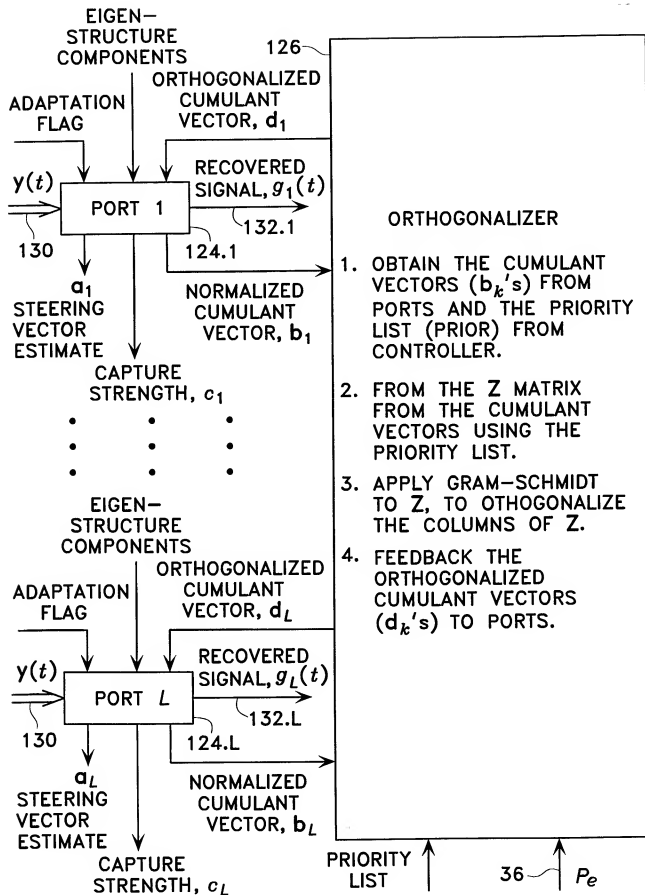 EIGEN-
STRUCTURE
COMPONENTS
126
ORTHOGONALIZED
CUMULANT
VECTOR, d1
ADAPTATION
FLAG
y(t)
130
PORT 1
RECOVERED
SIGNAL, g1(t)
132.1
124.1
a1
STEERING
VECTOR
ESTIMATE
NORMALIZED
CUMULANT
VECTOR, b1
CAPTURE
STRENGTH, c1
EIGEN-
STRUCTURE
COMPONENTS
ORTHOGONALIZED
CUMULANT
VECTOR, dL
ADAPTATION
FLAG
y(t)
130
PORT L
RECOVERED
SIGNAL, gL(t)
132.L
124.L
aL
STEERING
VECTOR
ESTIMATE
NORMALIZED
CUMULANT
VECTOR, bL
CAPTURE
STRENGTH, cL
ORTHOGONALIZER
1. OBTAIN THE CUMULANT
VECTORS (bk's) FROM
PORTS AND THE PRIORITY
LIST (PRIOR) FROM
CONTROLLER.
2. FROM THE Z MATRIX
FROM THE CUMULANT
VECTORS USING THE
PRIORITY LIST.
3. APPLY GRAM-SCHMIDT
TO Z, TO OTHOGONALIZE
THE COLUMNS OF Z.
4. FEEDBACK THE
ORTHOGONALIZED
CUMULANT VECTORS
(dk's) TO PORTS.
PRIORITY
LIST
36
Pe